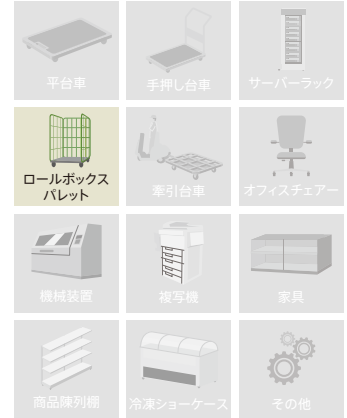 平台車
手押し台車
サーバーラック
ロールボックス
パレット
牽引台車
オフィスチェアー
機械装置
複写機
家具
商品陳列棚
冷凍ショーケース
その他